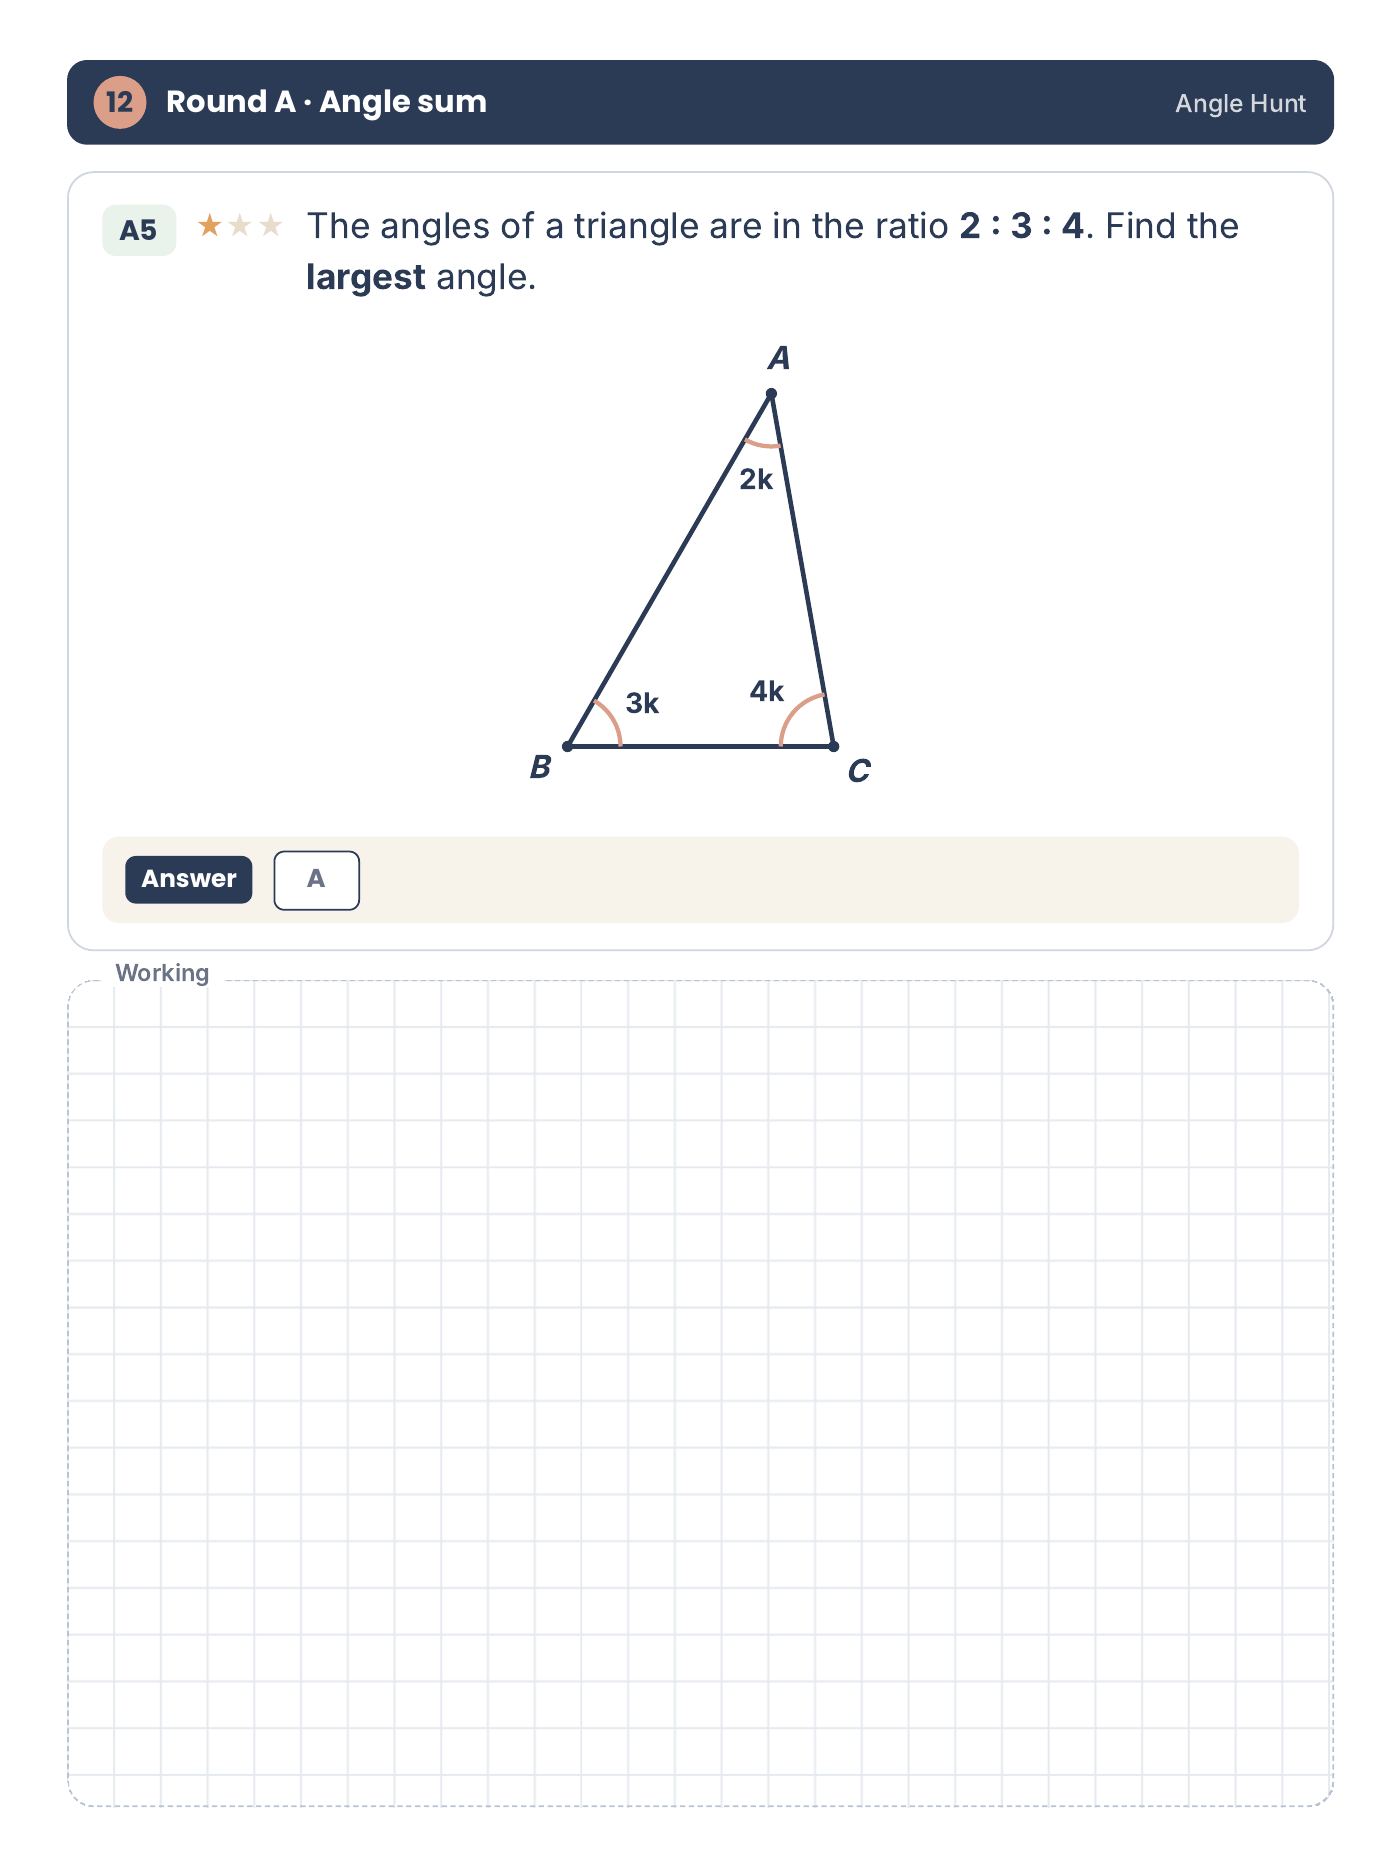 12 Round A · Angle sum Angle Hunt
A5 ★★★ The angles of a triangle are in the ratio 2 : 3 : 4. Find the
largest angle.
A
2k
3k 4k
B C
Answer A
Working